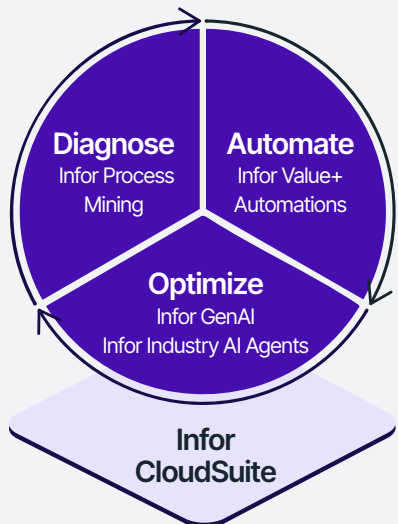 Diagnose
Infor Process
Mining
Automate
Infor Value+
Automations
Optimize
Infor GenAI
Infor Industry AI Agents
Infor
CloudSuite